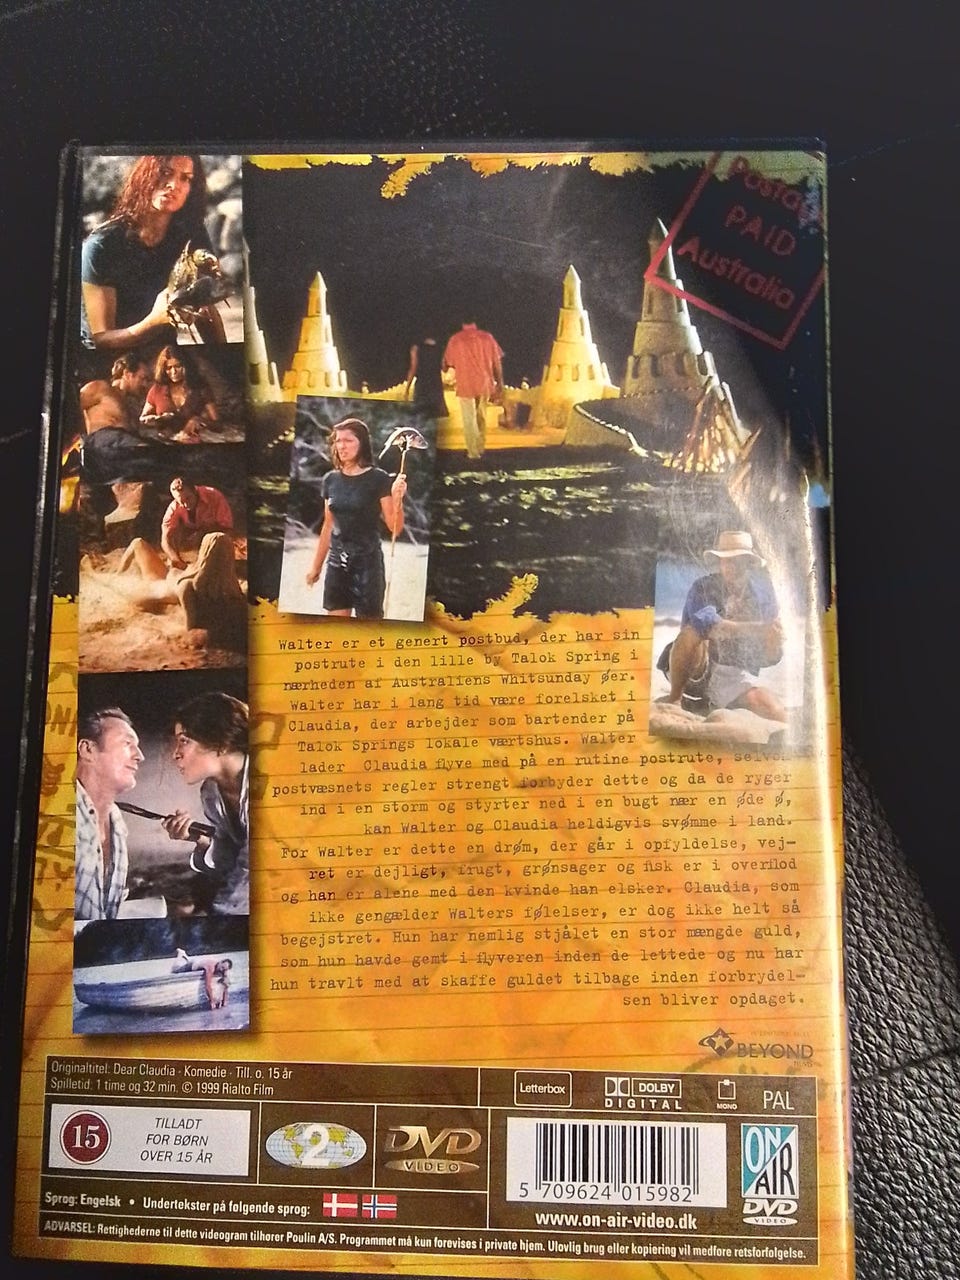 Postage
PAID
Australia
Walter er et genert postbud, der har sin
postrute i den lille by Talok Spring i
nærheden af Australiens Whitsunday Øer.
Walter har i lang tid være forelsket i
Claudia, der arbejder som bartender på
Talok Springs lokale værtshus. Walter
lader Claudia flyve med på en rutine postrute, selvom
postvæsnets regler strengt forbyder dette og da de ryger
ind i en storm og styrter ned i en bugt nær en øde ø,
kan Walter og Claudia heldigvis svømme i land.
For Walter er dette en drøm, der går i opfyldelse, vej-
ret er dejligt, frugt, grønsager og fisk er i overflod
og han er alene med den kvinde han elsker. Claudia, som
ikke gengælder Walters følelser, er dog ikke helt så
begejstret. Hun har nemlig stjålet en stor mængde guld,
som hun havde gemt i flyveren inden de lettede og nu har
hun travlt med at skaffe guldet tilbage inden forbrydel-
sen bliver opdaget.
BEYOND
FILMS
Originaltitel: Dear Claudia · Komedie · Till. o. 15 år
Spilletid: 1 time og 32 min. © 1999 Rialto Film
Letterbox
DOLBY
DIGITAL
MONO
PAL
15
TILLADT
FOR BØRN
OVER 15 ÅR
2
DVD
VIDEO
5 709624 015982
ON
AIR
DVD
VIDEO
Sprog: Engelsk • Undertekster på følgende sprog:
www.on-air-video.dk
ADVARSEL: Rettighederne til dette videogram tilhører Poulin A/S. Programmet må kun forevises i private hjem. Ulovlig brug eller kopiering vil medføre retsforfølgelse.